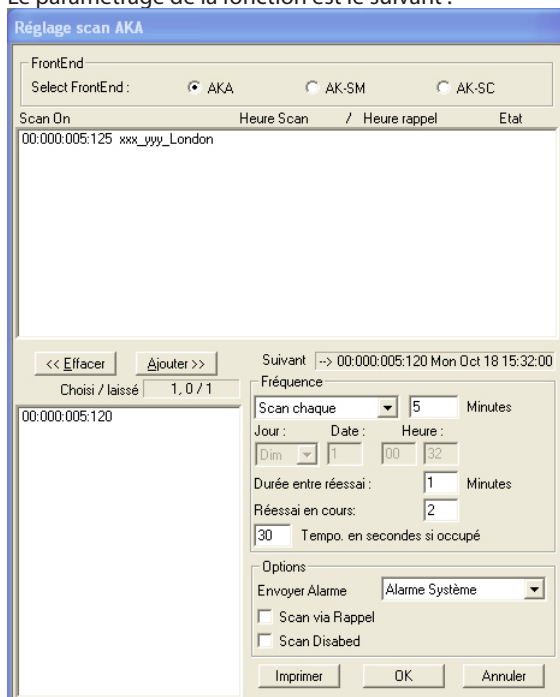 Le paramétrage de la fonction est le suivant :
Réglage scan AKA
FrontEnd
Select FrontEnd : AKA AK-SM AK-SC
Scan On Heure Scan / Heure rappel Etat
00:000:005:125 xxx_yyy_London
<< Effacer Ajouter >>
Choisi / laissé 1, 0 / 1
00:000:005:120
Suivant --> 00:000:005:120 Mon Oct 18 15:32:00
Fréquence
Scan chaque 5 Minutes
Jour : Date : Heure :
Dim 1 00 32
Durée entre réessai : 1 Minutes
Réessai en cours: 2
30 Tempo. en secondes si occupé
Options
Envoyer Alarme Alarme Système
Scan via Rappel
Scan Disabed
Imprimer OK Annuler